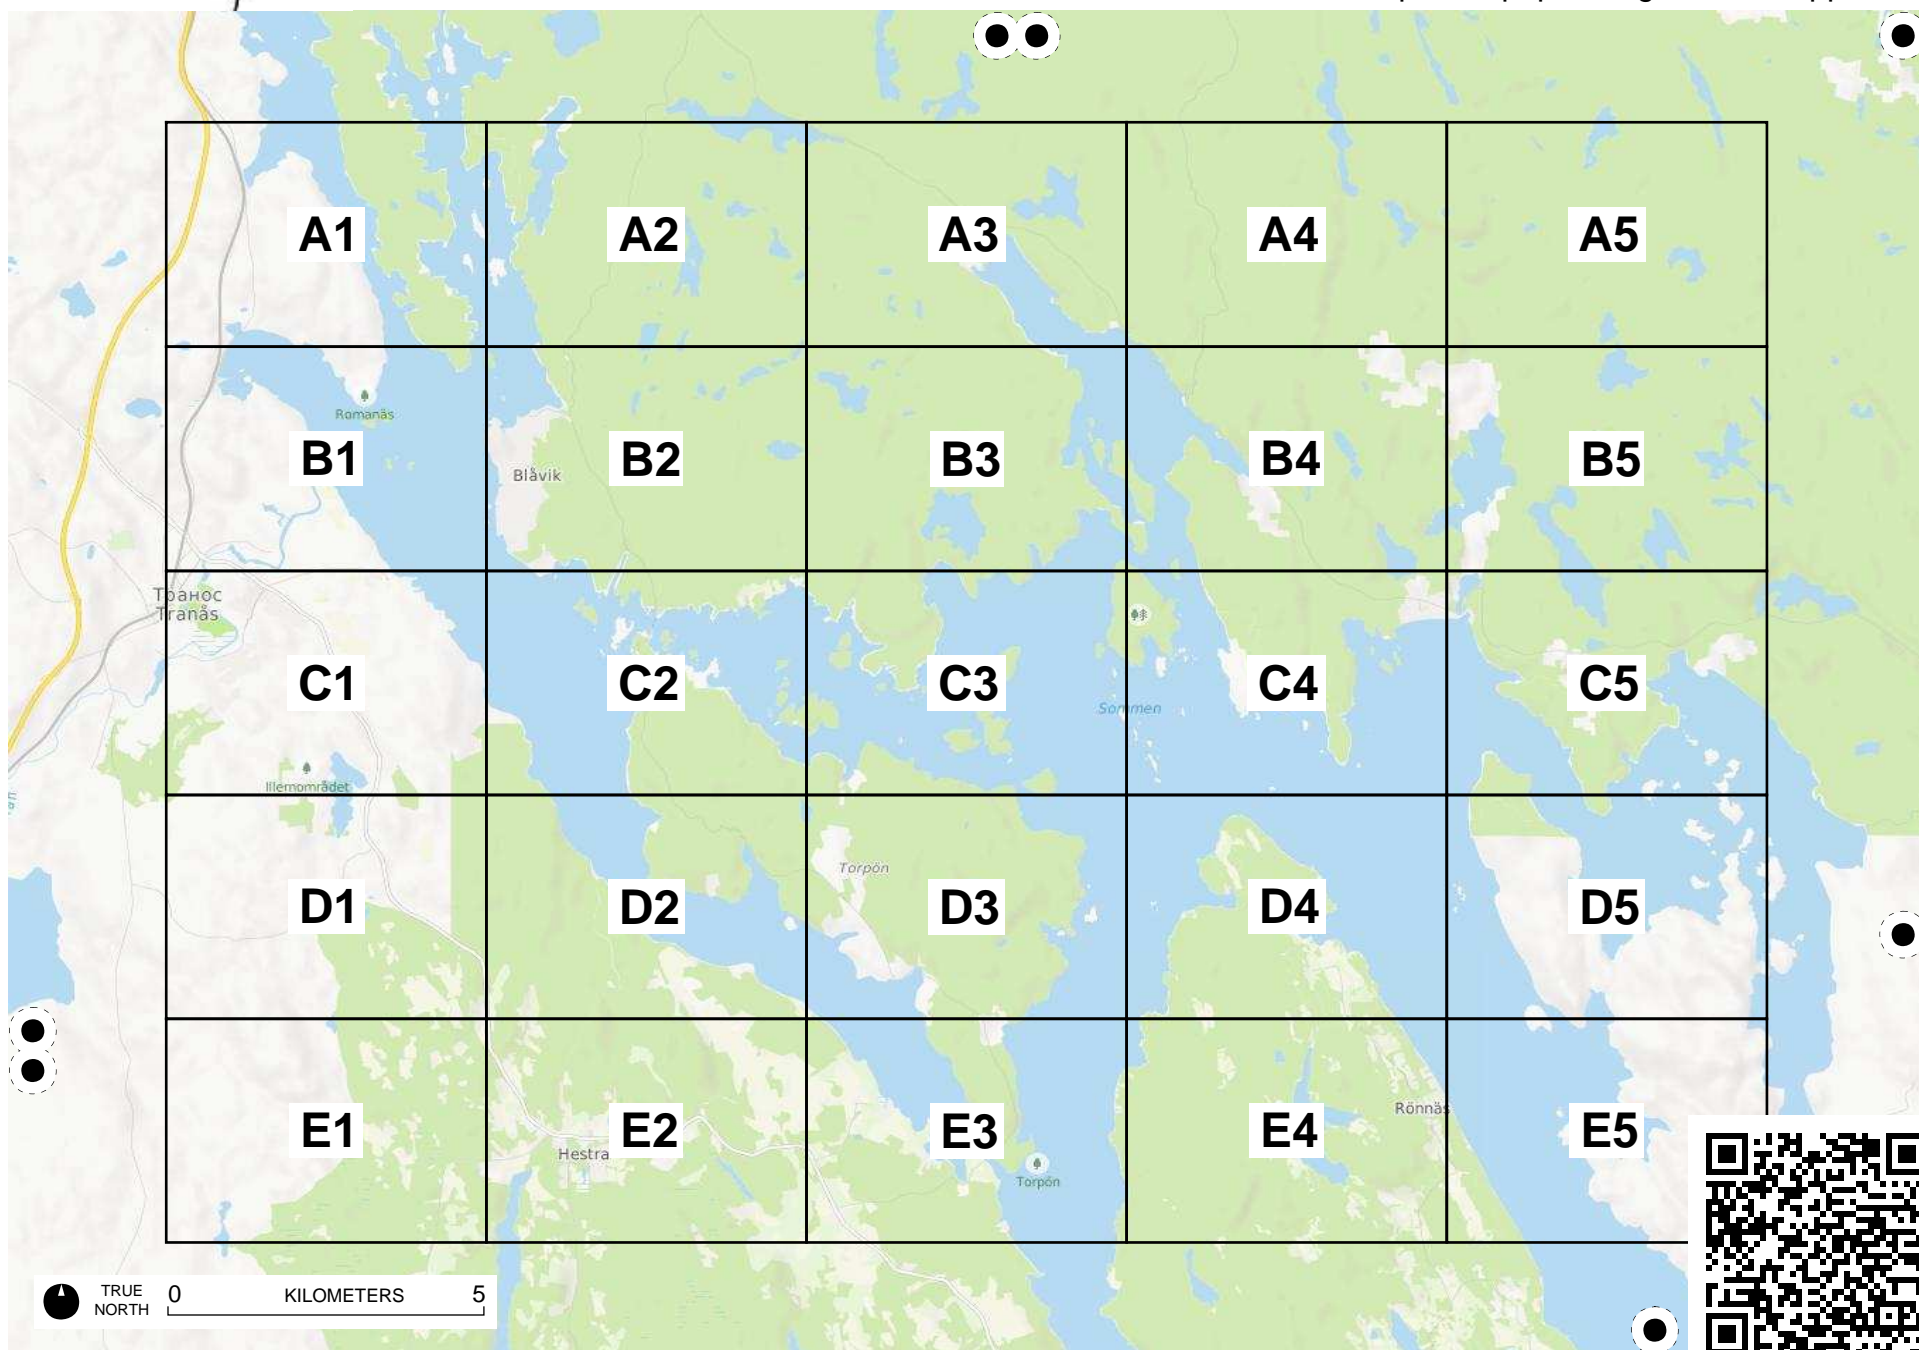 A1
A2
A3
A4
A5
Romanäs
B1
Blåvik
B2
B3
B4
B5
Транос
Tranås
C1
C2
C3
Sommen
C4
C5
Illernområdet
Torpön
D1
D2
D3
D4
D5
E1
Hestra
E2
E3
Torpön
E4
Rönnäs
E5
TRUE
NORTH
0 KILOMETERS 5